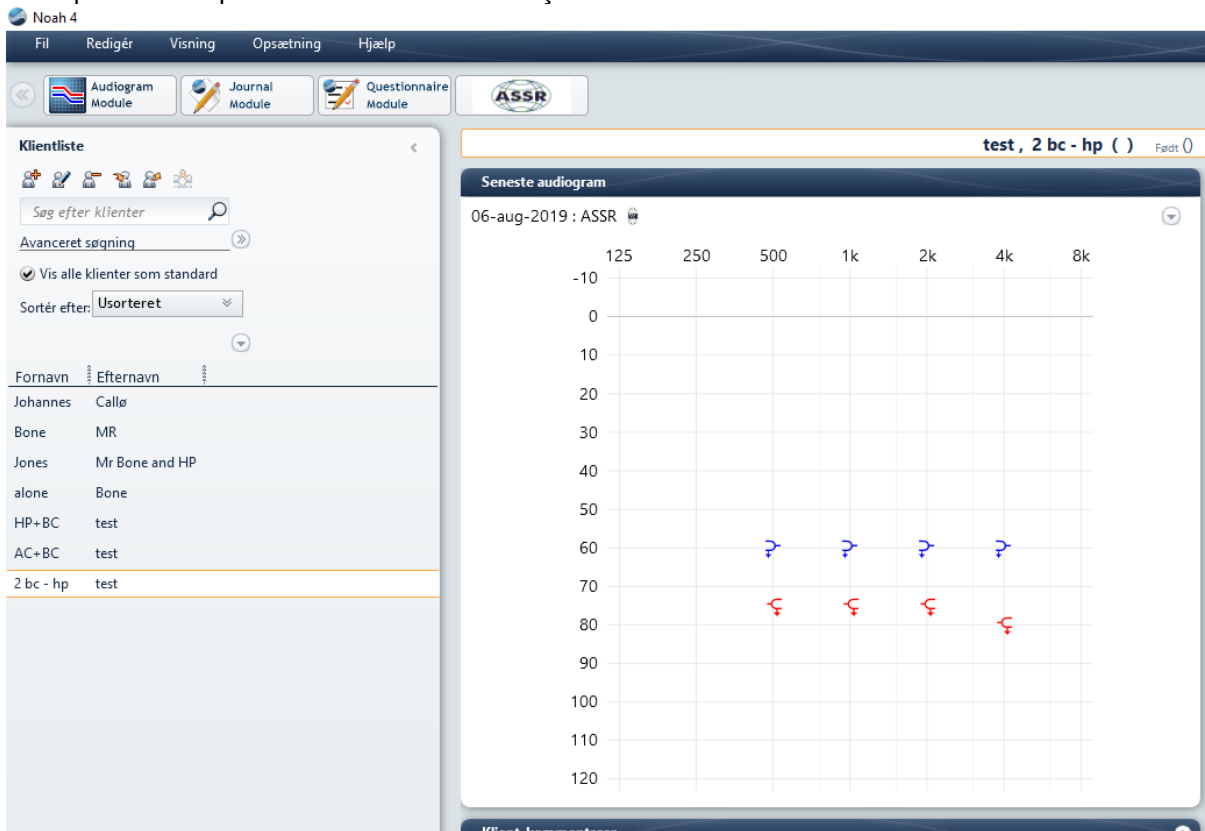 Noah 4
Fil Redigér Visning Opsætning Hjælp
Audiogram Module
Journal Module
Questionnaire Module
ASSR
Klientliste
Søg efter klienter
Avanceret søgning
Vis alle klienter som standard
Sortér efter: Usorteret
Fornavn Efternavn
Johannes Callø
Bone MR
Jones Mr Bone and HP
alone Bone
HP+BC test
AC+BC test
2 bc - hp test
test , 2 bc - hp ( ) Født ()
Seneste audiogram
06-aug-2019 : ASSR
125 250 500 1k 2k 4k 8k
-10
0
10
20
30
40
50
60
70
80
90
100
110
120